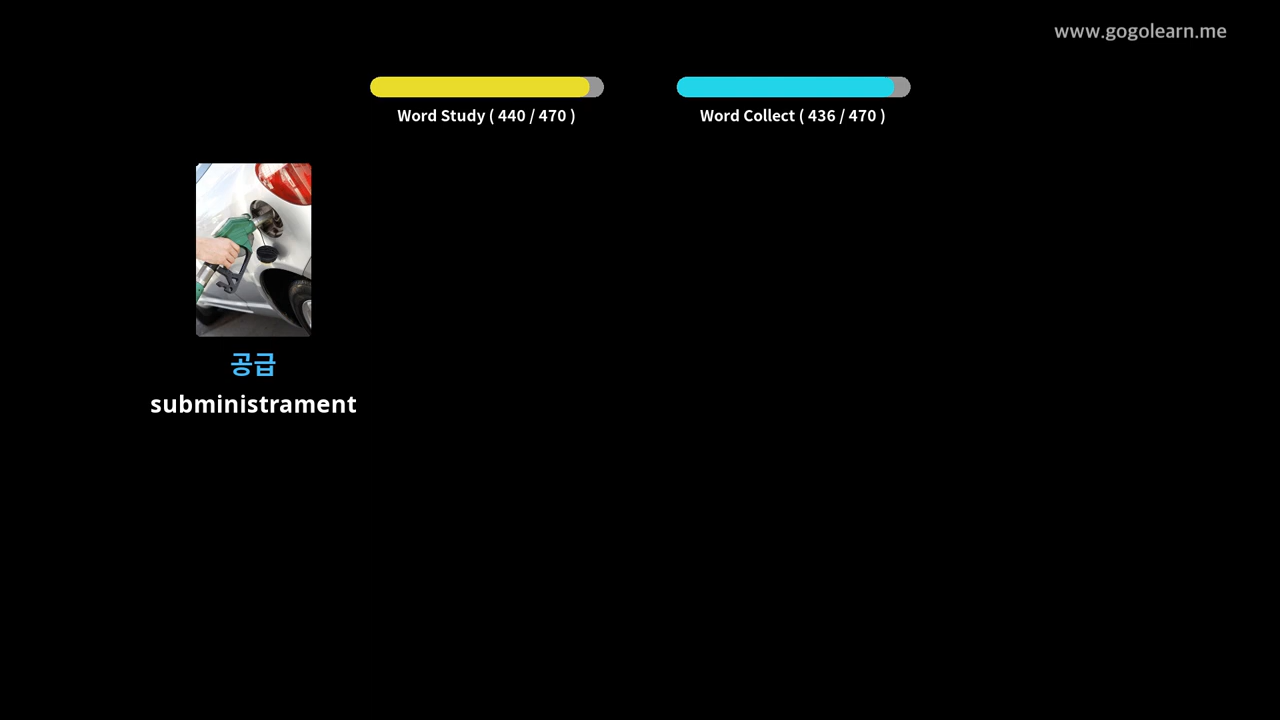 www.gogolearn.me
Word Study ( 440 / 470 )
Word Collect ( 436 / 470 )
공급
subministrament